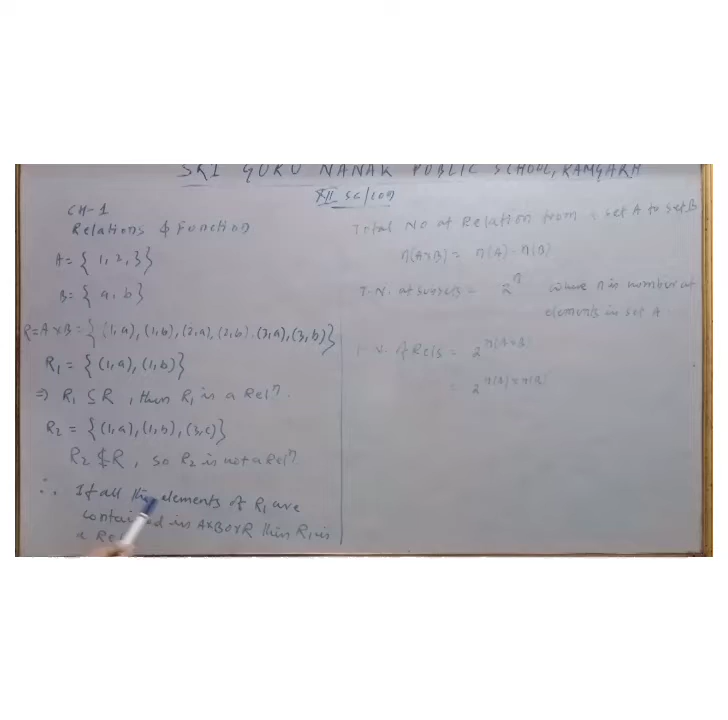 SRI GURU NANAK PUBLIC SCHOOL, RAMGARH
XII SC/COM
CH-1
Relations & Function
A = { 1, 2, 3 }
B = { a, b }
R = A × B = { (1, a), (1, b), (2, a), (2, b), (3, a), (3, b) }
R₁ = { (1, a), (1, b) }
⇒ R₁ ⊆ R , then R₁ is a Relⁿ.
R₂ = { (1, a), (1, b), (3, c) }
R₂ ⊄ R , so R₂ is not a Relⁿ
∴ If all the elements of R₁ are
contained in A×B or R then R₁ is
a Rel
Total No of Relation from a set A to set B
n(A×B) = n(A) · n(B)
T.N. of subsets = 2ⁿ where n is number of
elements in set A.
T.N. of Rels = 2^n(A×B)
= 2^n(A)×n(B)